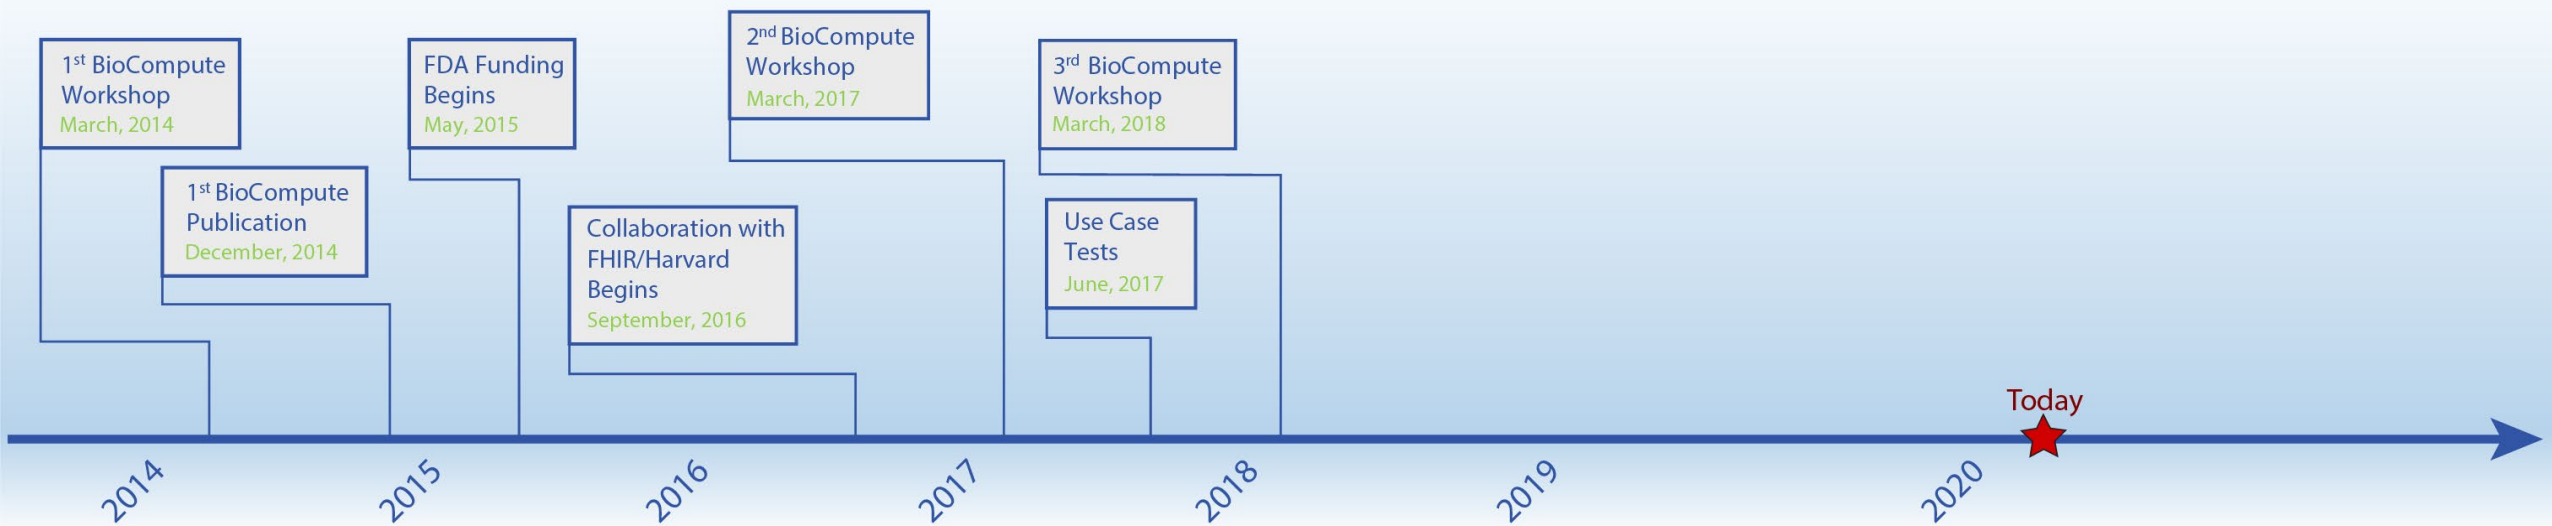 1st BioCompute
Workshop
March, 2014
1st BioCompute
Publication
December, 2014
FDA Funding
Begins
May, 2015
Collaboration with
FHIR/Harvard
Begins
September, 2016
2nd BioCompute
Workshop
March, 2017
3rd BioCompute
Workshop
March, 2018
Use Case
Tests
June, 2017
Today
2014
2015
2016
2017
2018
2019
2020